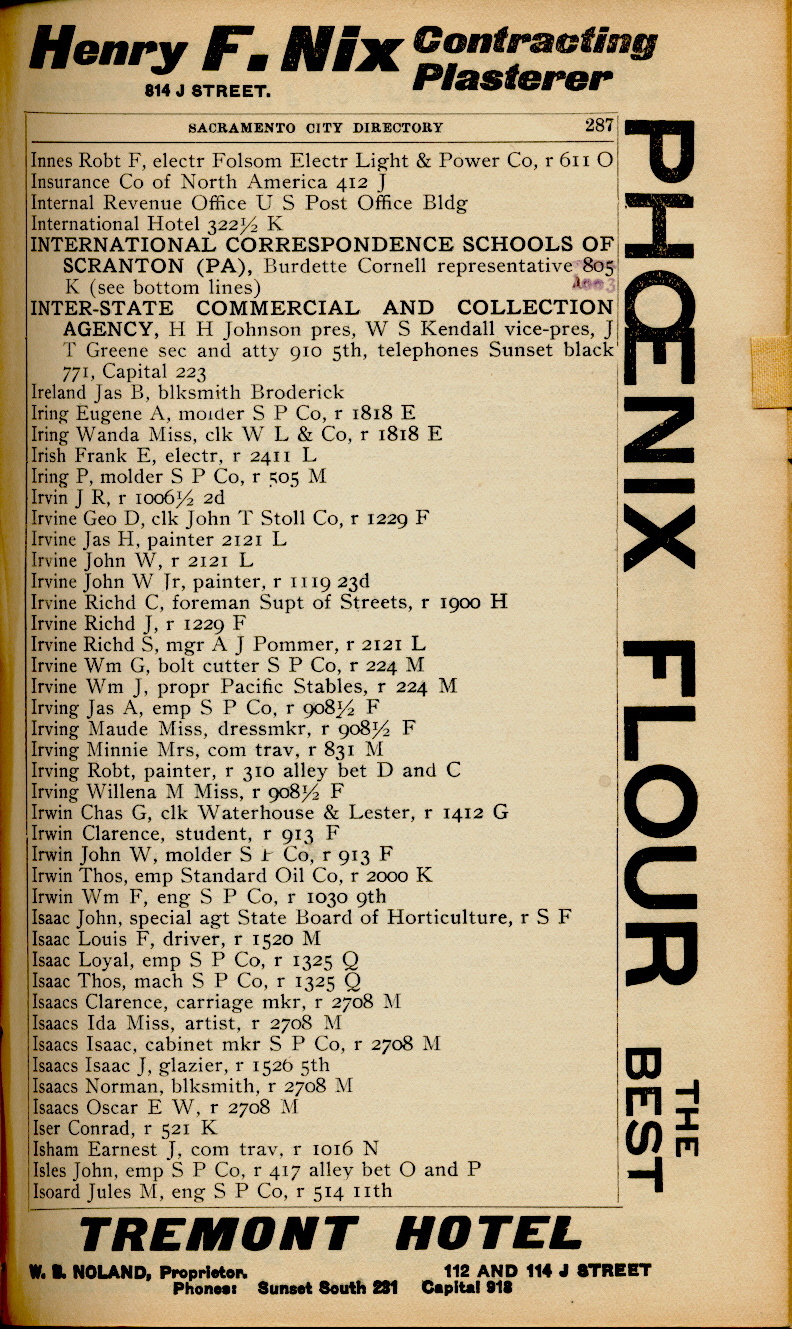 Henry F. Nix Contracting Plasterer
814 J STREET.
SACRAMENTO CITY DIRECTORY 287
Innes Robt F, electr Folsom Electr Light & Power Co, r 611 O
Insurance Co of North America 412 J
Internal Revenue Office U S Post Office Bldg
International Hotel 322½ K
INTERNATIONAL CORRESPONDENCE SCHOOLS OF
SCRANTON (PA), Burdette Cornell representative 805
K (see bottom lines)
INTER-STATE COMMERCIAL AND COLLECTION
AGENCY, H H Johnson pres, W S Kendall vice-pres, J
T Greene sec and atty 910 5th, telephones Sunset black
771, Capital 223
Ireland Jas B, blksmith Broderick
Iring Eugene A, molder S P Co, r 1818 E
Iring Wanda Miss, clk W L & Co, r 1818 E
Irish Frank E, electr, r 2411 L
Iring P, molder S P Co, r 505 M
Irvin J R, r 1006½ 2d
Irvine Geo D, clk John T Stoll Co, r 1229 F
Irvine Jas H, painter 2121 L
Irvine John W, r 2121 L
Irvine John W Jr, painter, r 1119 23d
Irvine Richd C, foreman Supt of Streets, r 1900 H
Irvine Richd J, r 1229 F
Irvine Richd S, mgr A J Pommer, r 2121 L
Irvine Wm G, bolt cutter S P Co, r 224 M
Irvine Wm J, propr Pacific Stables, r 224 M
Irving Jas A, emp S P Co, r 908½ F
Irving Maude Miss, dressmkr, r 908½ F
Irving Minnie Mrs, com trav, r 831 M
Irving Robt, painter, r 310 alley bet D and C
Irving Willena M Miss, r 908½ F
Irwin Chas G, clk Waterhouse & Lester, r 1412 G
Irwin Clarence, student, r 913 F
Irwin John W, molder S P Co, r 913 F
Irwin Thos, emp Standard Oil Co, r 2000 K
Irwin Wm F, eng S P Co, r 1030 9th
Isaac John, special agt State Board of Horticulture, r S F
Isaac Louis F, driver, r 1520 M
Isaac Loyal, emp S P Co, r 1325 Q
Isaac Thos, mach S P Co, r 1325 Q
Isaacs Clarence, carriage mkr, r 2708 M
Isaacs Ida Miss, artist, r 2708 M
Isaacs Isaac, cabinet mkr S P Co, r 2708 M
Isaacs Isaac J, glazier, r 1526 5th
Isaacs Norman, blksmith, r 2708 M
Isaacs Oscar E W, r 2708 M
Iser Conrad, r 521 K
Isham Earnest J, com trav, r 1016 N
Isles John, emp S P Co, r 417 alley bet O and P
Isoard Jules M, eng S P Co, r 514 11th
PHŒNIX FLOUR THE BEST
TREMONT HOTEL
W. B. NOLAND, Proprietor. 112 AND 114 J STREET
Phones: Sunset South 231 Capital 918